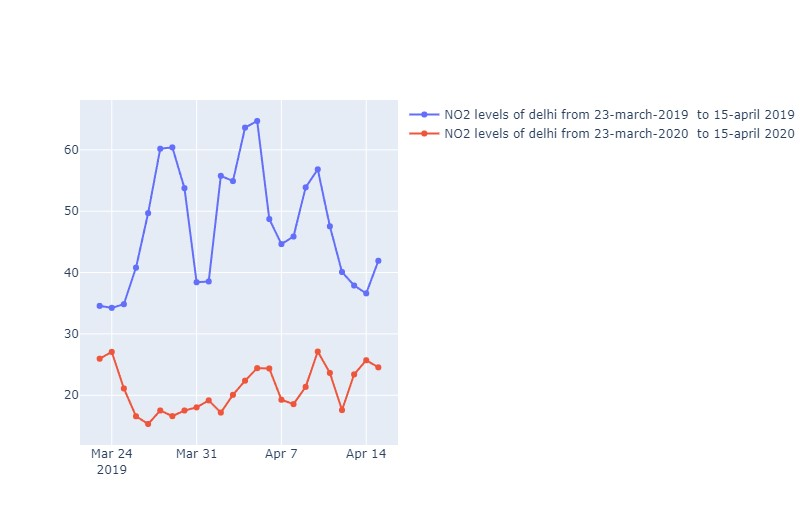 NO2 levels of delhi from 23-march-2019  to 15-april 2019
NO2 levels of delhi from 23-march-2020  to 15-april 2020
60
50
40
30
20
Mar 24 Mar 31 Apr 7 Apr 14
2019